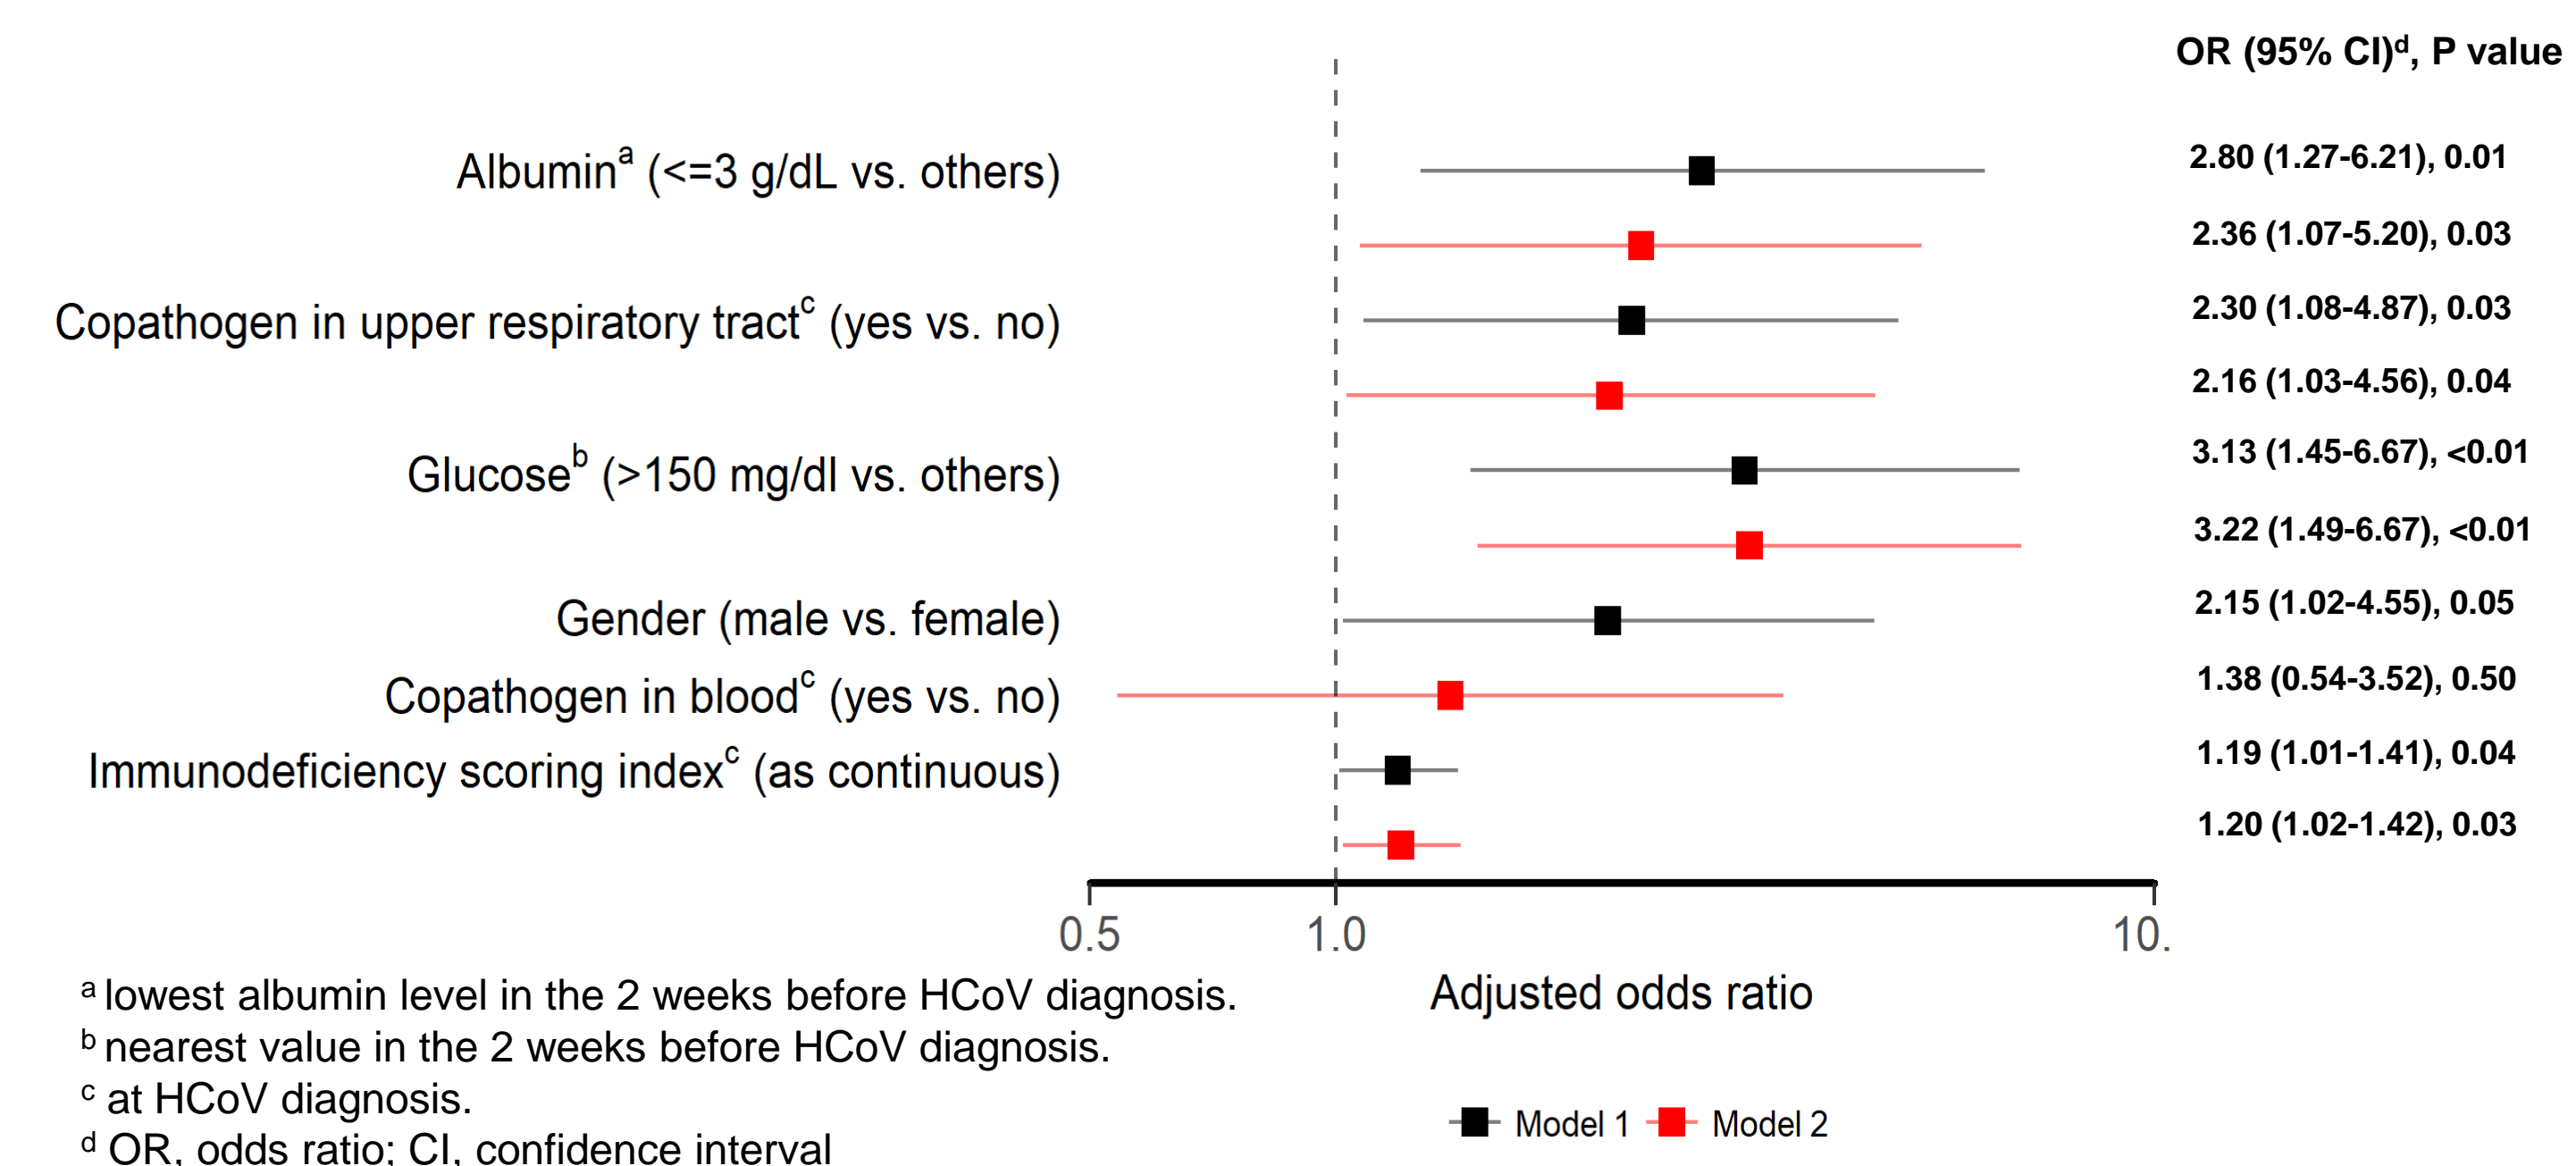 OR (95% CI)d, P value
Albumina (<=3 g/dL vs. others)
2.80 (1.27-6.21), 0.01
2.36 (1.07-5.20), 0.03
Copathogen in upper respiratory tractc (yes vs. no)
2.30 (1.08-4.87), 0.03
2.16 (1.03-4.56), 0.04
Glucoseb (>150 mg/dl vs. others)
3.13 (1.45-6.67), <0.01
3.22 (1.49-6.67), <0.01
Gender (male vs. female)
2.15 (1.02-4.55), 0.05
Copathogen in bloodc (yes vs. no)
1.38 (0.54-3.52), 0.50
Immunodeficiency scoring indexc (as continuous)
1.19 (1.01-1.41), 0.04
1.20 (1.02-1.42), 0.03
0.5 1.0 10.
Adjusted odds ratio
a lowest albumin level in the 2 weeks before HCoV diagnosis.
b nearest value in the 2 weeks before HCoV diagnosis.
c at HCoV diagnosis.
d OR, odds ratio; CI, confidence interval
Model 1 Model 2